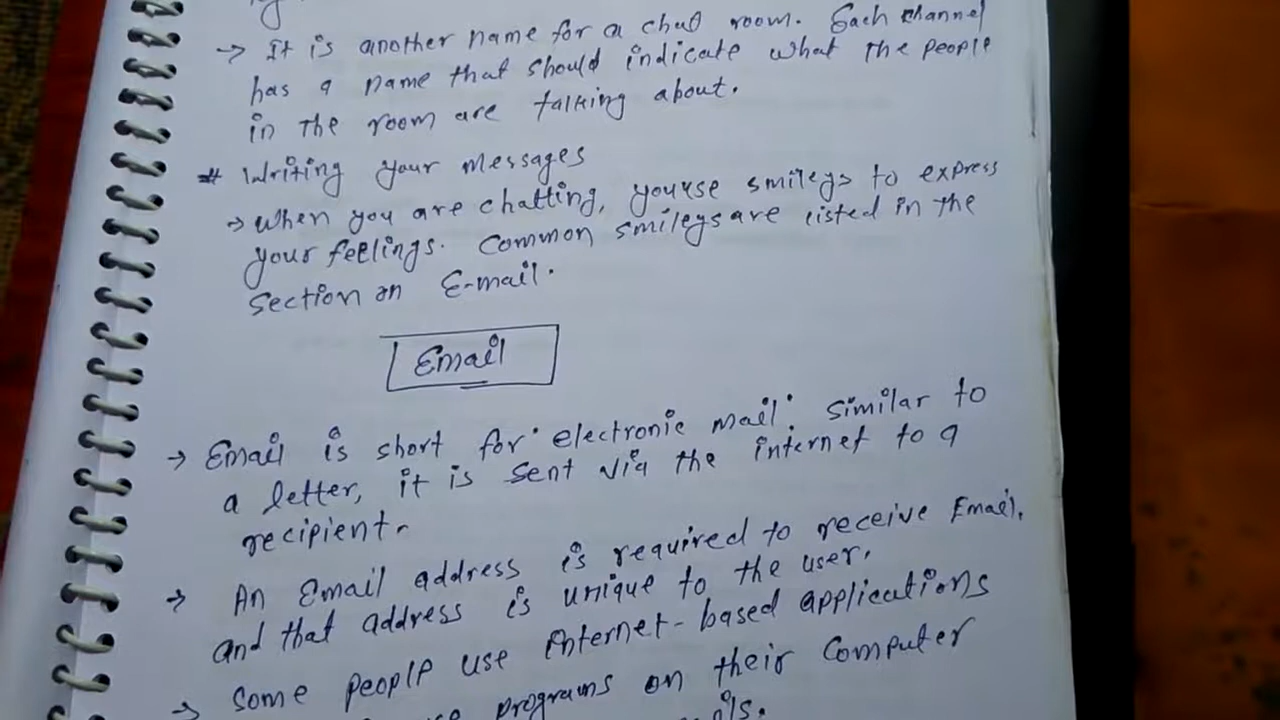 → It is another name for a chat room. Each channel
has a name that should indicate what the people
in the room are talking about.
# Writing your messages
→ When you are chatting, youuse smileys to express
your feelings. Common smileys are listed in the
section on E-mail.
Email
→ Email is short for electronic mail. Similar to
a letter, it is sent via the internet to a
recipient.
→ An Email address is required to receive Email,
and that address is unique to the user.
→ Some people use internet-based applications
programs on their computer